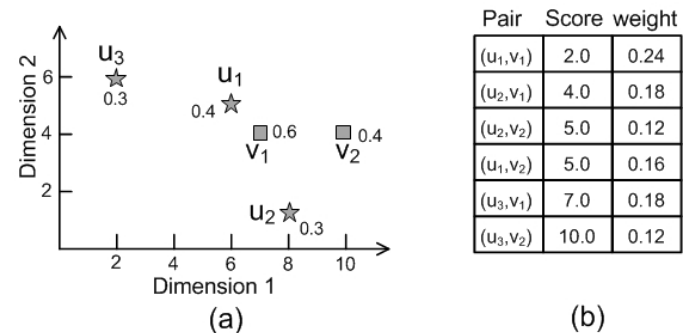 Dimension 2
6
4
2
u3
0.3
u1
0.4
v1
0.6
v2
0.4
u2
0.3
2 4 6 8 10
Dimension 1
(a)
Pair Score weight
(u1,v1) 2.0 0.24
(u2,v1) 4.0 0.18
(u2,v2) 5.0 0.12
(u1,v2) 5.0 0.16
(u3,v1) 7.0 0.18
(u3,v2) 10.0 0.12
(b)